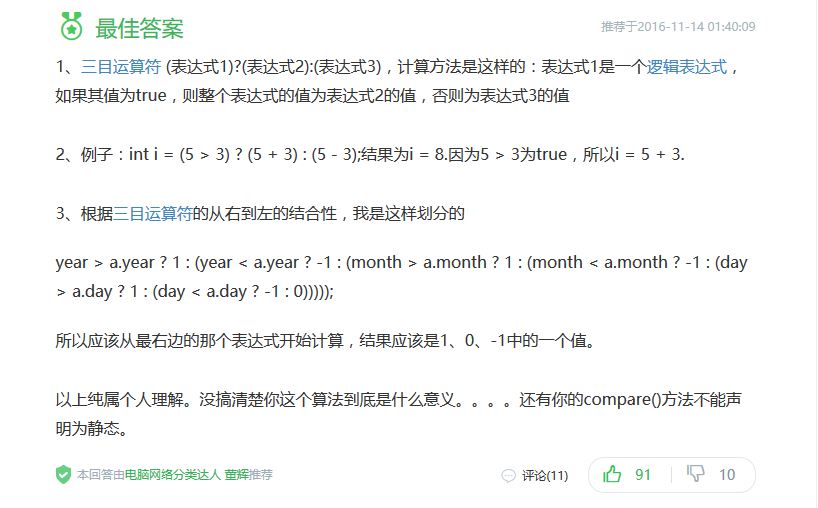 最佳答案
推荐于2016-11-14 01:40:09
1、三目运算符 (表达式1)?(表达式2):(表达式3)，计算方法是这样的：表达式1是一个逻辑表达式，
如果其值为true，则整个表达式的值为表达式2的值，否则为表达式3的值
2、例子：int i = (5 > 3) ? (5 + 3) : (5 - 3);结果为i = 8.因为5 > 3为true，所以i = 5 + 3.
3、根据三目运算符的从右到左的结合性，我是这样划分的
year > a.year ? 1 : (year < a.year ? -1 : (month > a.month ? 1 : (month < a.month ? -1 : (day
> a.day ? 1 : (day < a.day ? -1 : 0)))));
所以应该从最右边的那个表达式开始计算，结果应该是1、0、-1中的一个值。
以上纯属个人理解。没搞清楚你这个算法到底是什么意义。。。。还有你的compare()方法不能声
明为静态。
本回答由电脑网络分类达人 董辉推荐
评论(11)
91
10